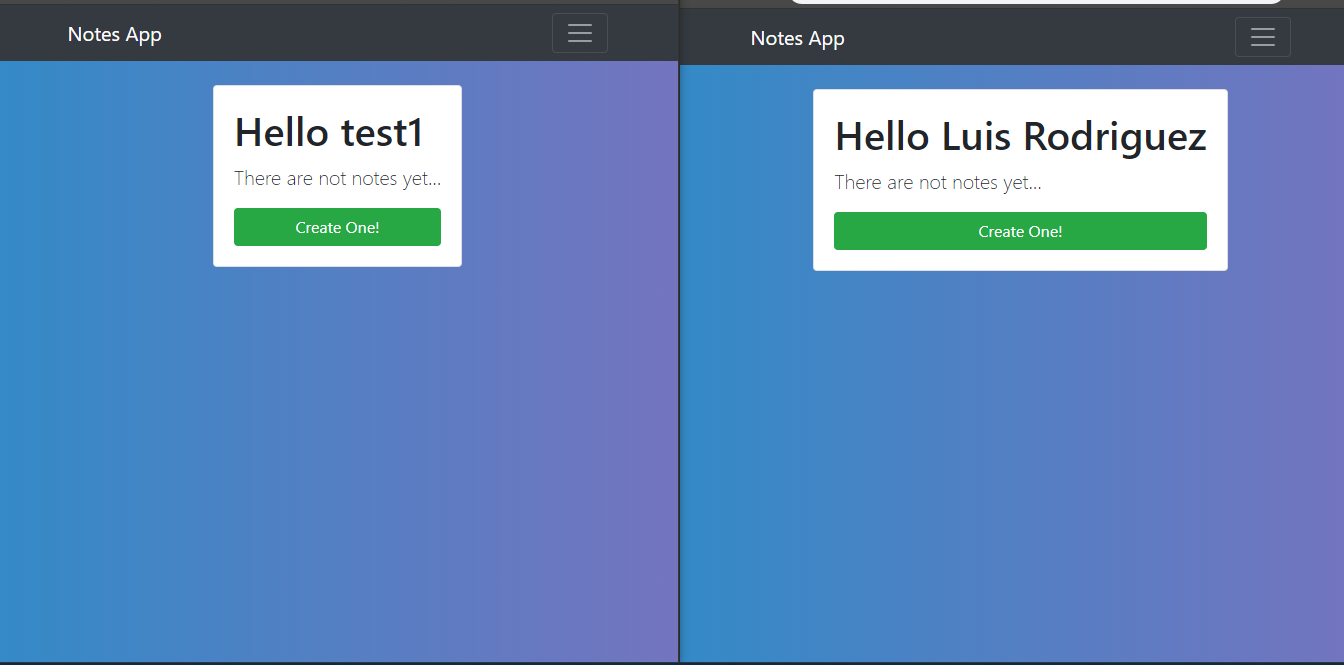 Notes App
Hello test1
There are not notes yet...
Create One!
Notes App
Hello Luis Rodriguez
There are not notes yet...
Create One!